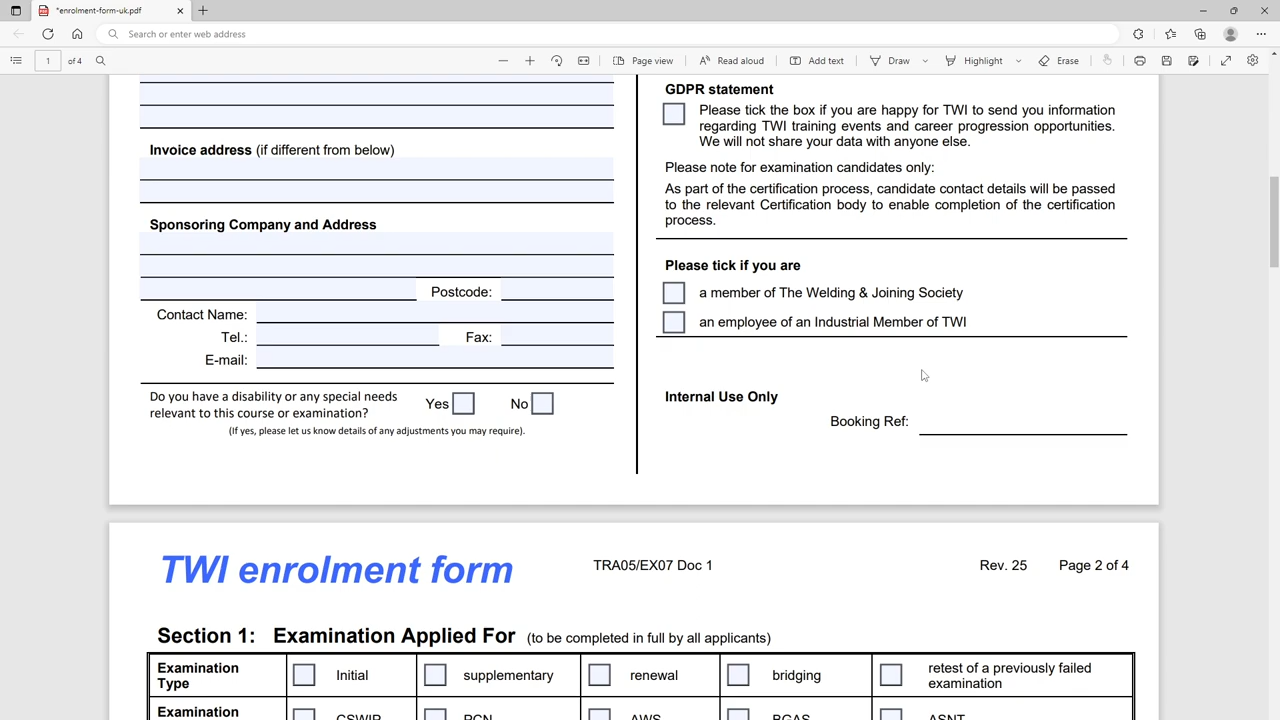 *enrolment-form-uk.pdf
Search or enter web address
1 of 4
Page view
Read aloud
Add text
Draw
Highlight
Erase
Invoice address (if different from below)
Sponsoring Company and Address
Postcode:
Contact Name:
Tel.:
Fax:
E-mail:
Do you have a disability or any special needs
relevant to this course or examination?
Yes
No
(If yes, please let us know details of any adjustments you may require).
GDPR statement
Please tick the box if you are happy for TWI to send you information
regarding TWI training events and career progression opportunities.
We will not share your data with anyone else.
Please note for examination candidates only:
As part of the certification process, candidate contact details will be passed
to the relevant Certification body to enable completion of the certification
process.
Please tick if you are
a member of The Welding & Joining Society
an employee of an Industrial Member of TWI
Internal Use Only
Booking Ref:
TWI enrolment form
TRA05/EX07 Doc 1
Rev. 25
Page 2 of 4
Section 1: Examination Applied For (to be completed in full by all applicants)
Examination
Type
Initial
supplementary
renewal
bridging
retest of a previously failed
examination
Examination
CSWIP
PCN
AWS
BGAS
ASNT